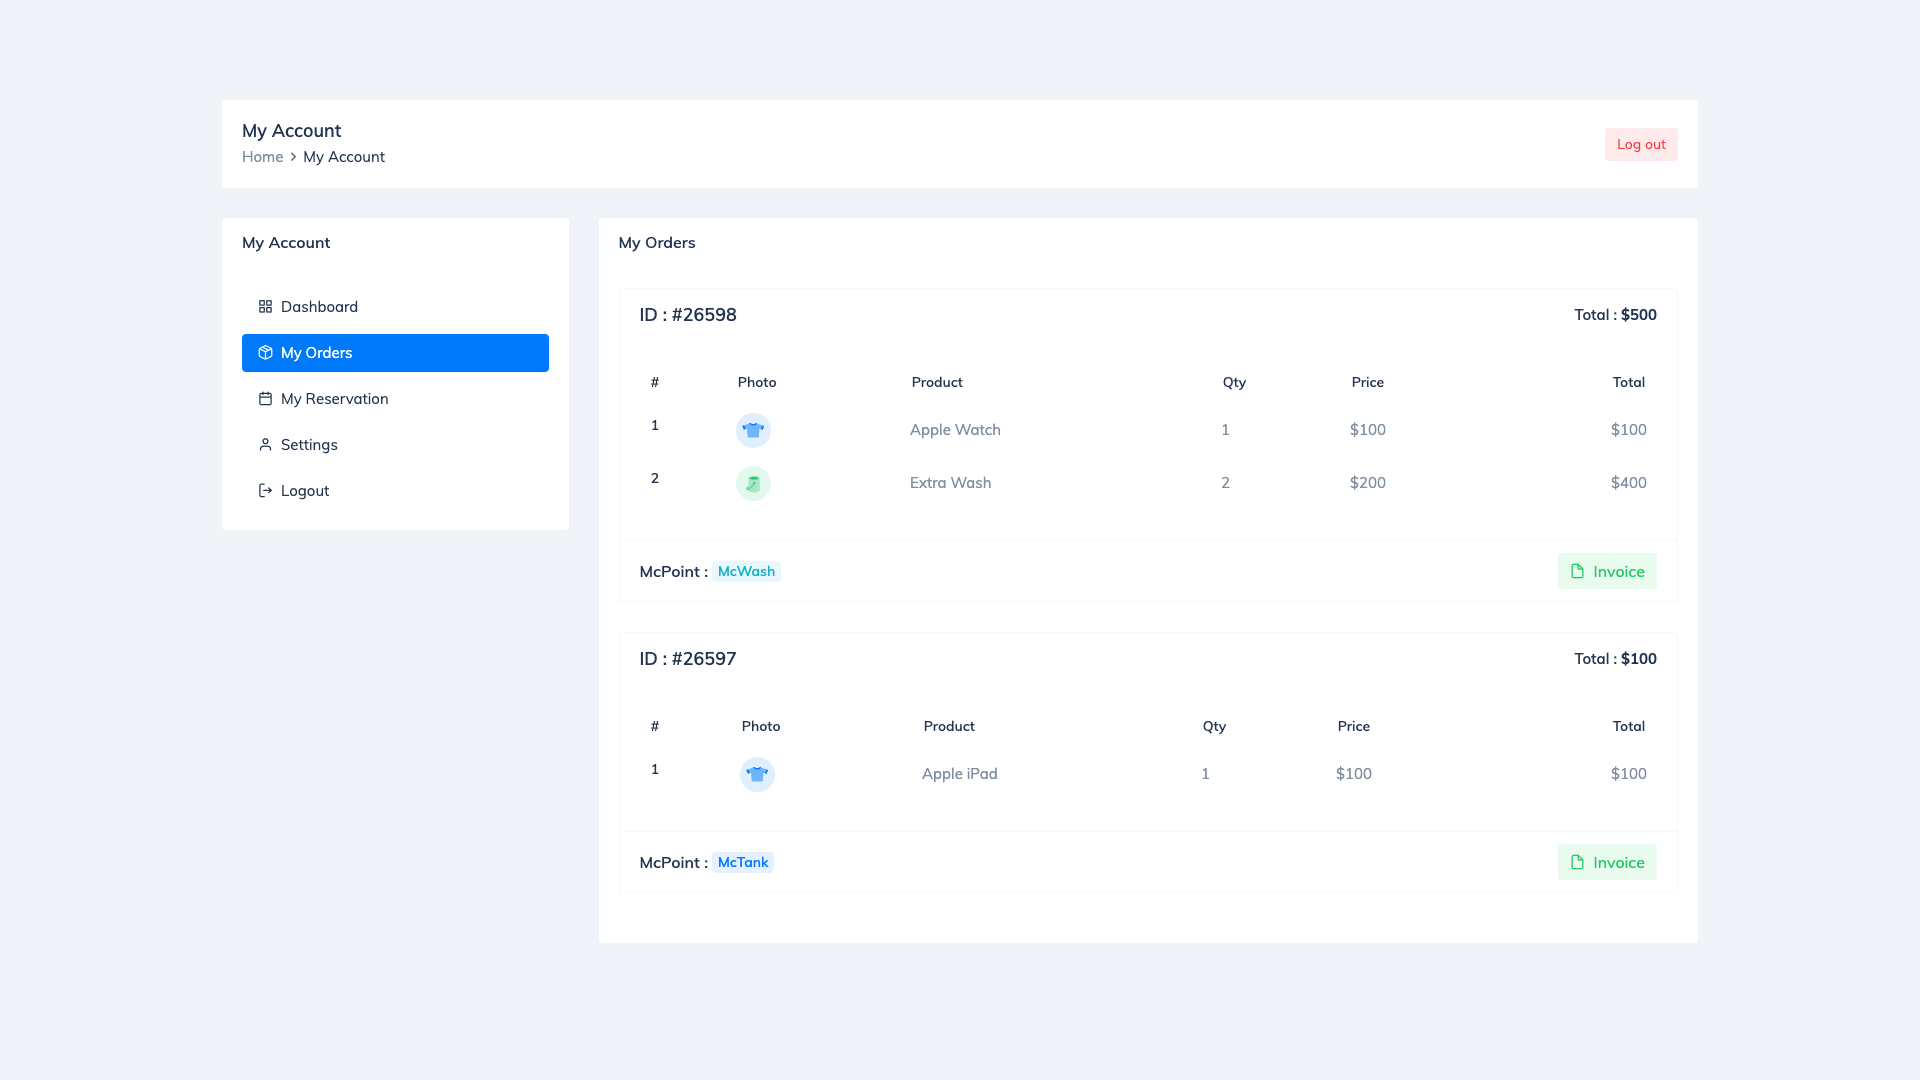 My Account
Home > My Account
Log out
My Account
Dashboard
My Orders
My Reservation
Settings
Logout
My Orders
ID : #26598
Total : $500
# Photo Product Qty Price Total
1 Apple Watch 1 $100 $100
2 Extra Wash 2 $200 $400
McPoint : McWash
Invoice
ID : #26597
Total : $100
# Photo Product Qty Price Total
1 Apple iPad 1 $100 $100
McPoint : McTank
Invoice